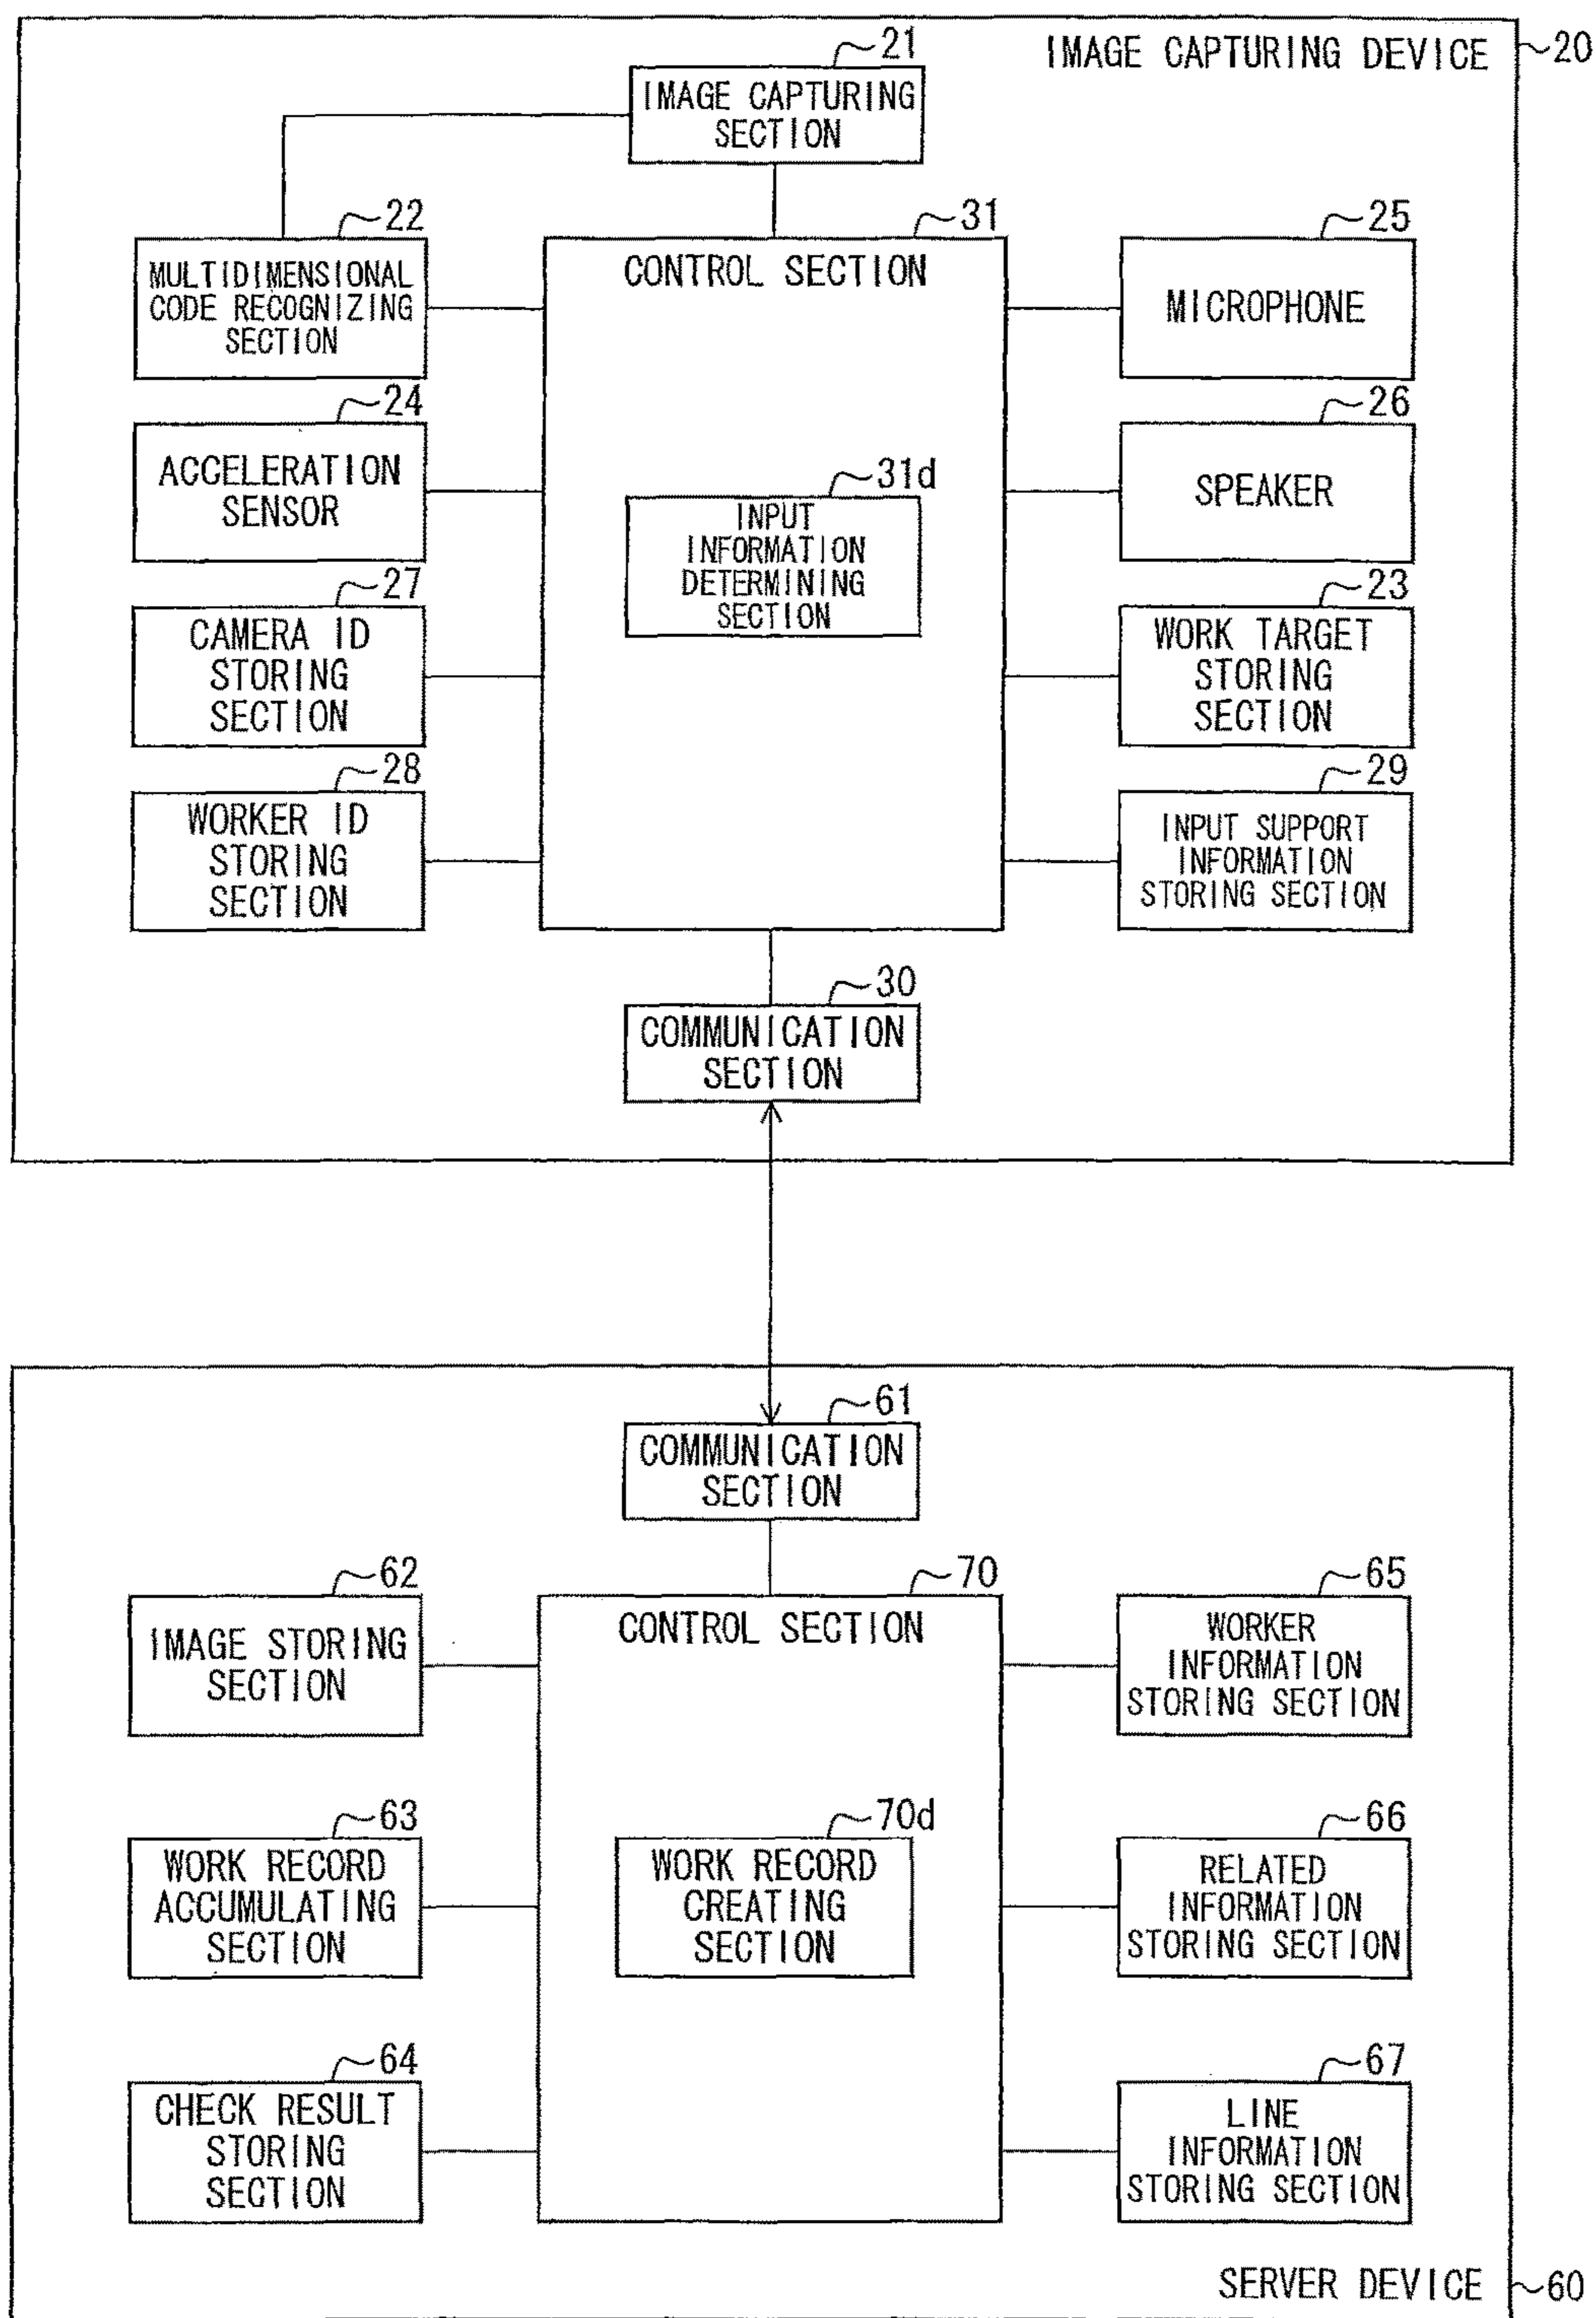 IMAGE CAPTURING DEVICE
20
21
IMAGE CAPTURING
SECTION
22
MULTIDIMENSIONAL
CODE RECOGNIZING
SECTION
31
CONTROL SECTION
25
MICROPHONE
24
ACCELERATION
SENSOR
31d
INPUT
INFORMATION
DETERMINING
SECTION
26
SPEAKER
27
CAMERA ID
STORING
SECTION
23
WORK TARGET
STORING
SECTION
28
WORKER ID
STORING
SECTION
29
INPUT SUPPORT
INFORMATION
STORING SECTION
30
COMMUNICATION
SECTION
61
COMMUNICATION
SECTION
62
IMAGE STORING
SECTION
70
CONTROL SECTION
65
WORKER
INFORMATION
STORING SECTION
63
WORK RECORD
ACCUMULATING
SECTION
70d
WORK RECORD
CREATING
SECTION
66
RELATED
INFORMATION
STORING SECTION
64
CHECK RESULT
STORING
SECTION
67
LINE
INFORMATION
STORING SECTION
SERVER DEVICE
60